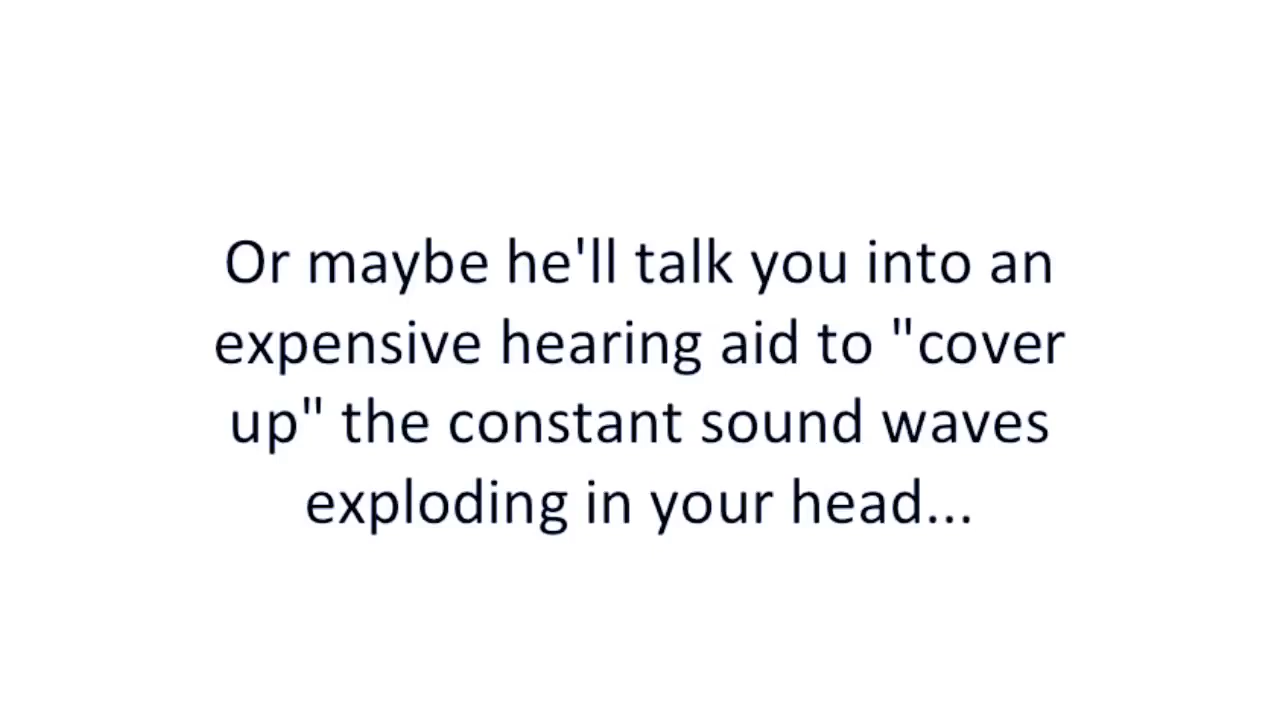 Or maybe he'll talk you into an
expensive hearing aid to "cover
up" the constant sound waves
exploding in your head...